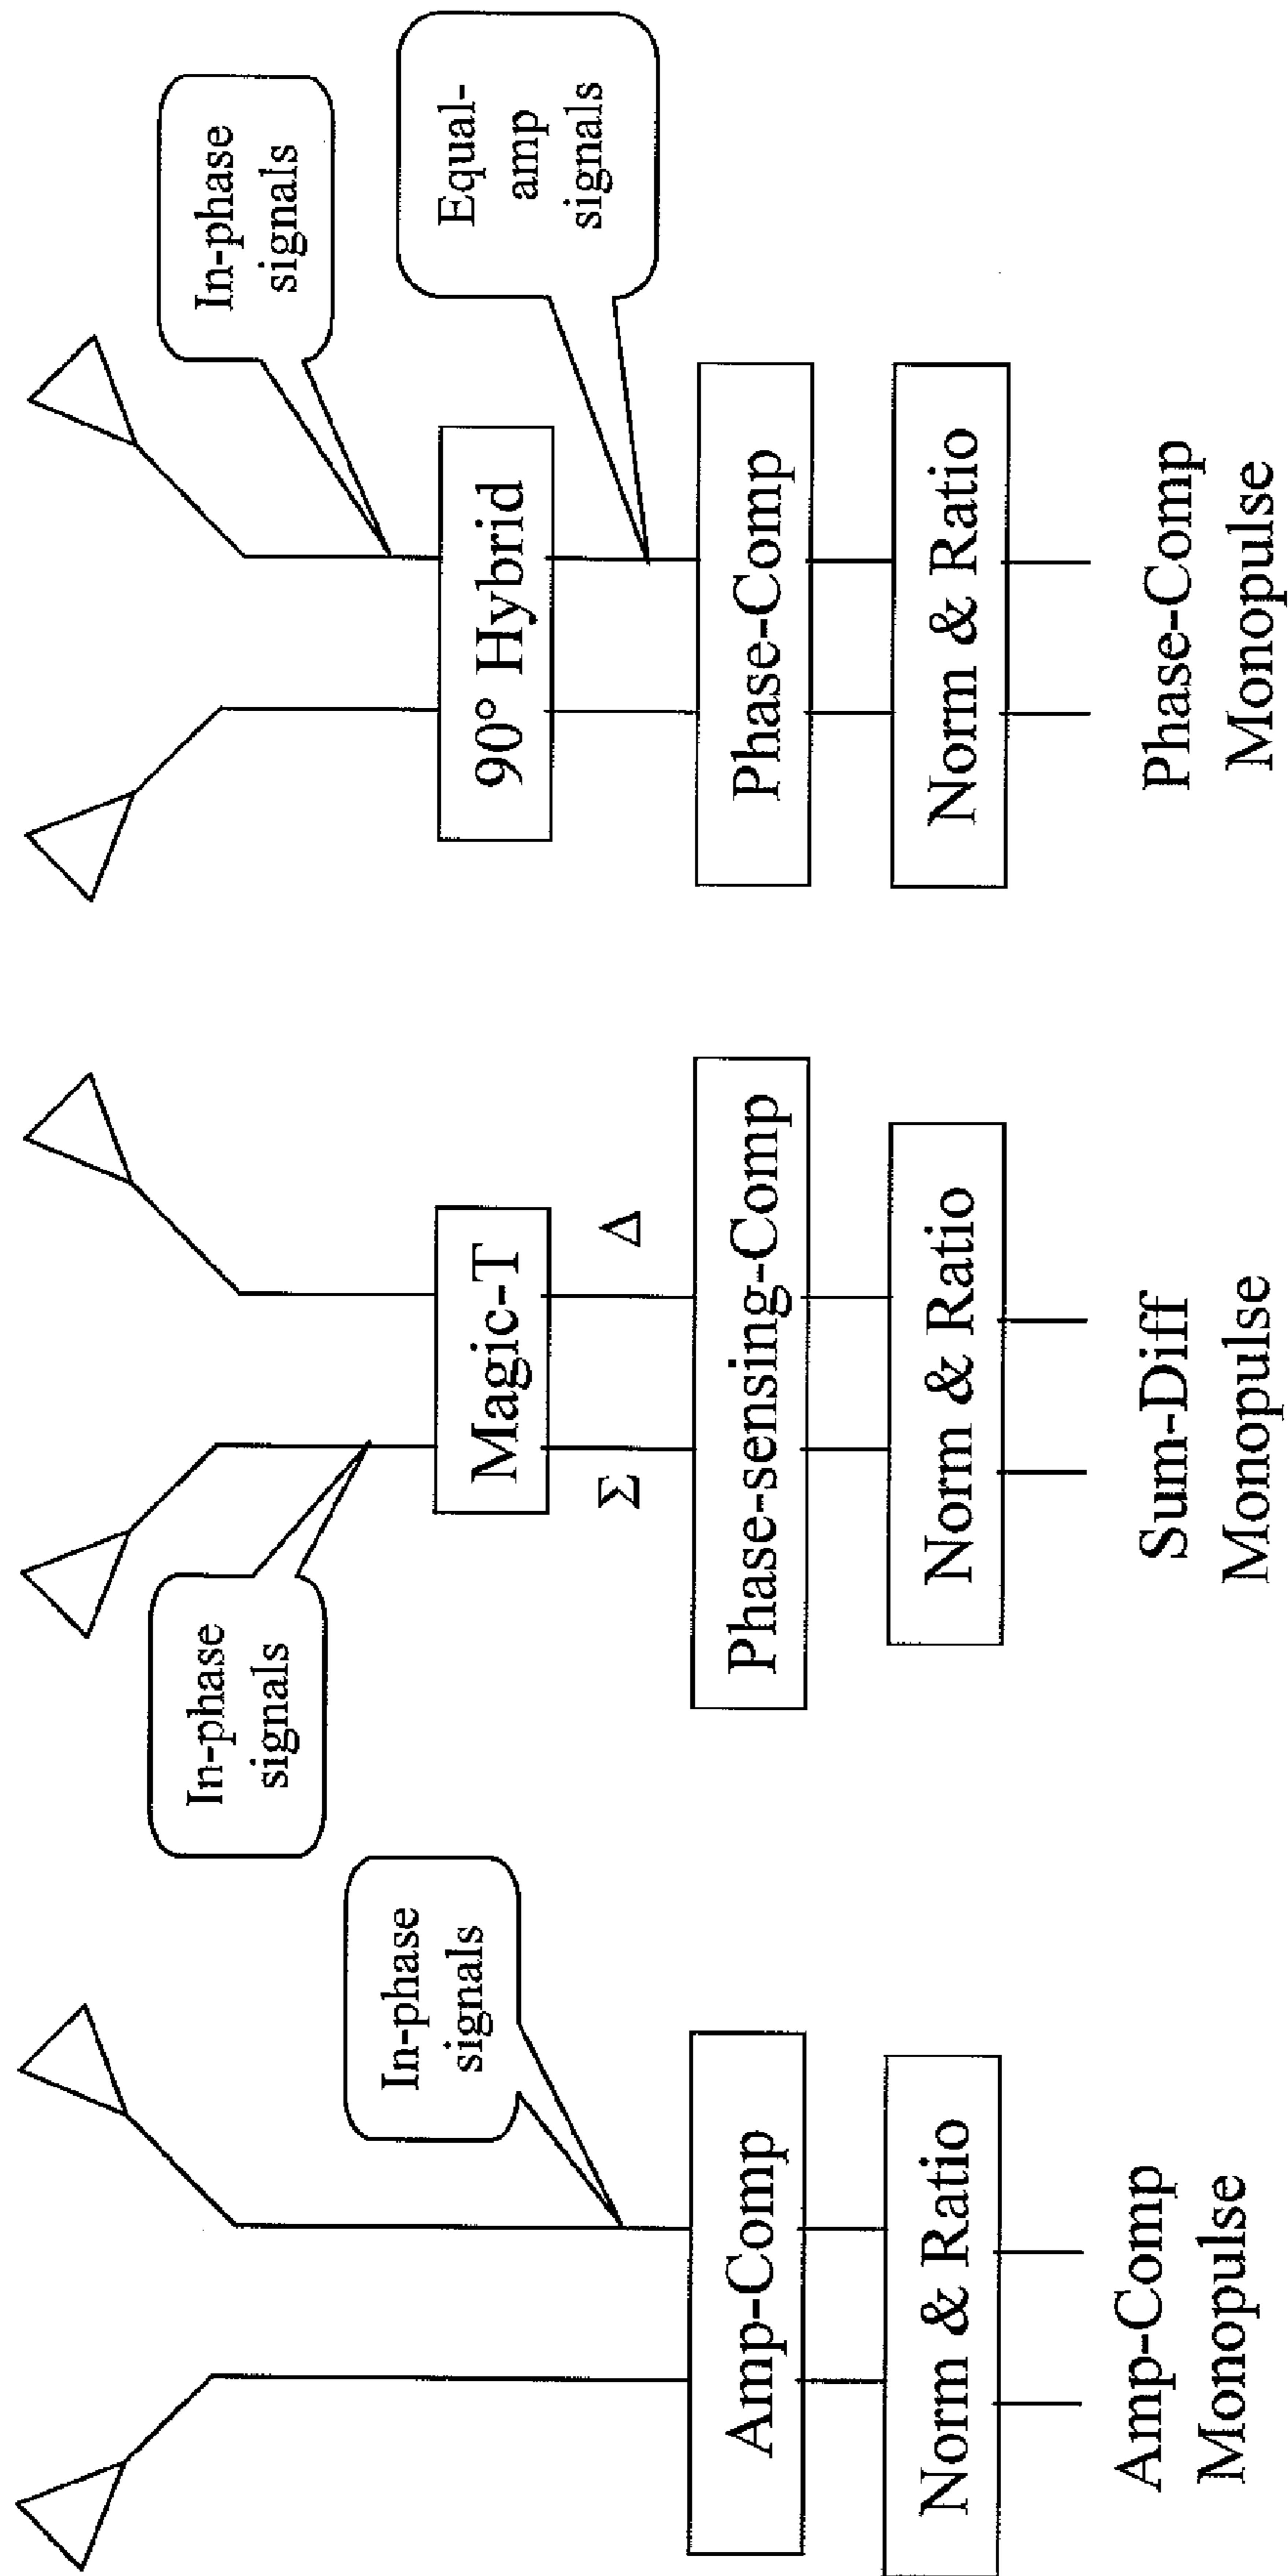 In-phase
signals
Amp-Comp
Norm & Ratio
Amp-Comp
Monopulse
In-phase
signals
Magic-T
Σ
Δ
Phase-sensing-Comp
Norm & Ratio
Sum-Diff
Monopulse
In-phase
signals
90° Hybrid
Equal-
amp
signals
Phase-Comp
Norm & Ratio
Phase-Comp
Monopulse